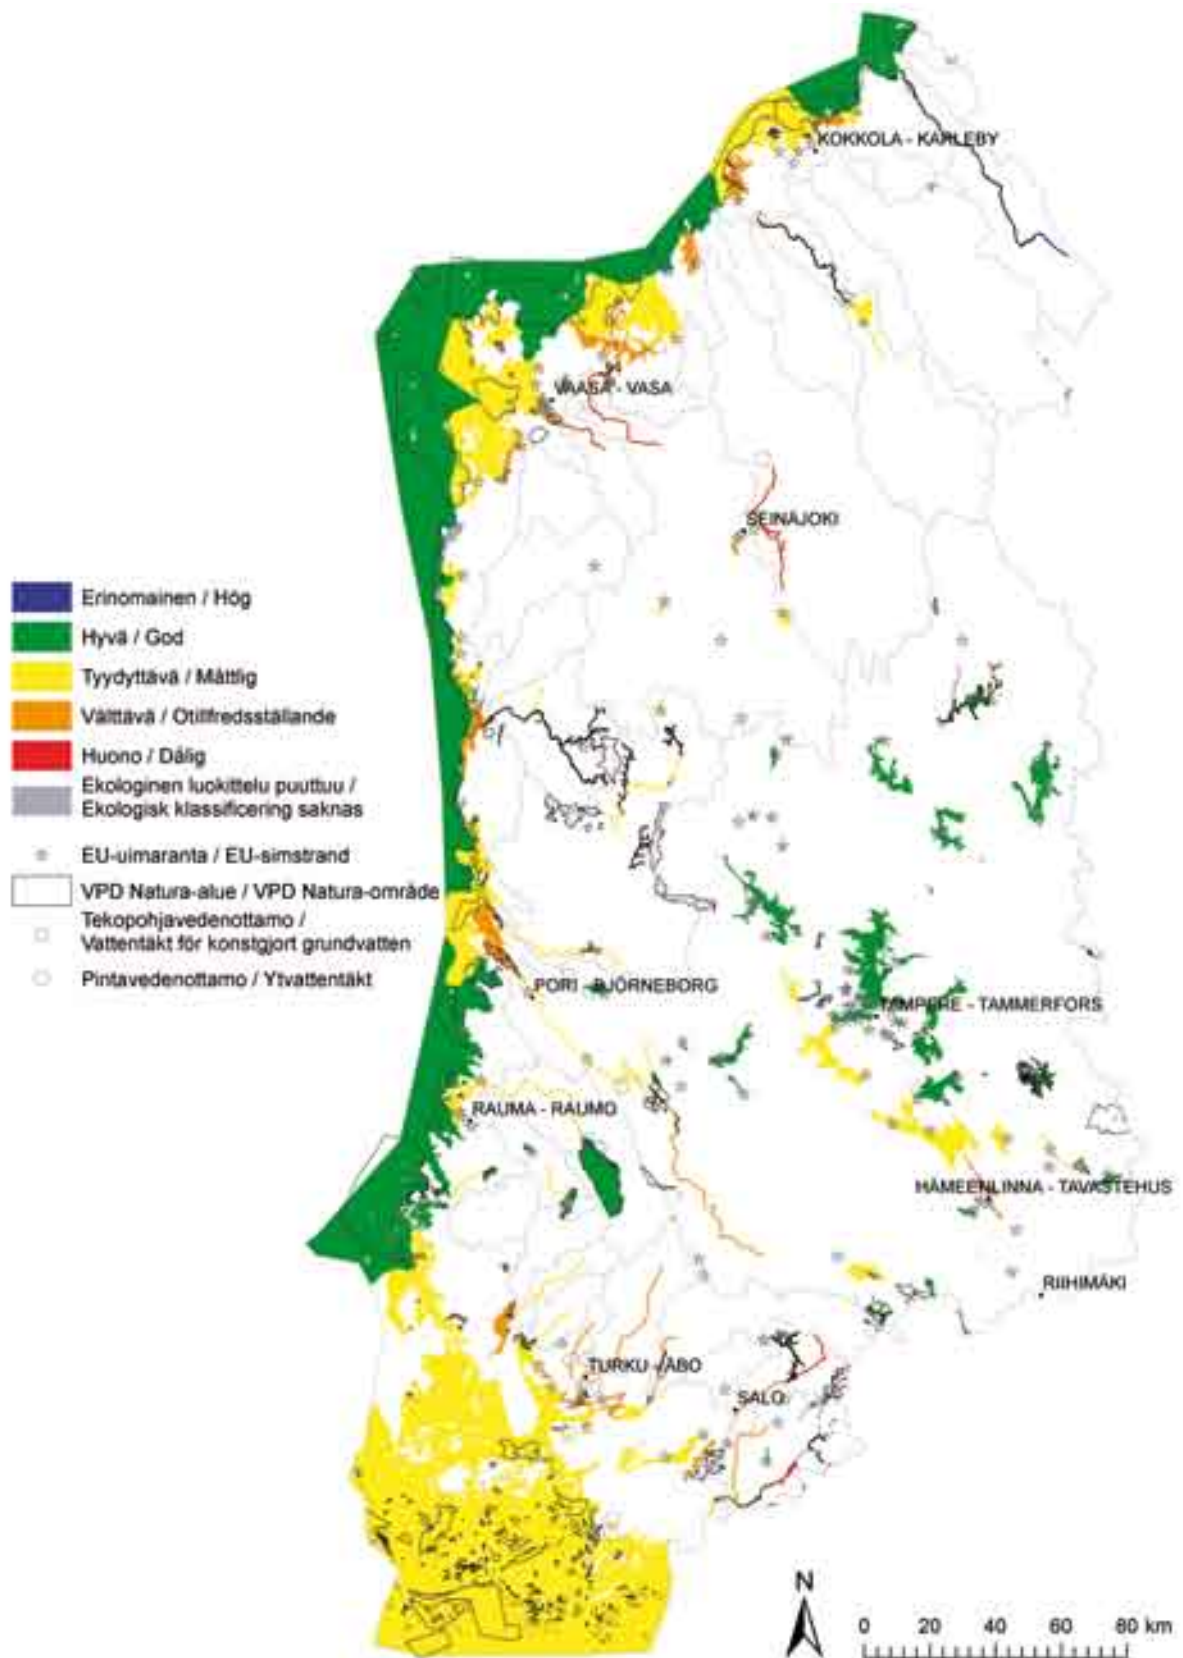 KOKKOLA - KARLEBY
VAASA - VASA
SEINÄJOKI
Erinomainen / Hög
Hyvä / God
Tyydyttävä / Måttlig
Välttävä / Otillfredsställande
Huono / Dålig
Ekologinen luokittelu puuttuu /
Ekologisk klassificering saknas
EU-uimaranta / EU-simstrand
VPD Natura-alue / VPD Natura-område
Tekopohjavedenottamo /
Vattentäkt för konstgjort grundvatten
Pintavedenottamo / Ytvattentäkt
PORI - BJÖRNEBORG
TAMPERE - TAMMERFORS
RAUMA - RAUMO
HÄMEENLINNA - TAVASTEHUS
RIIHIMÄKI
TURKU - ÅBO
SALO
N
0 20 40 60 80 km